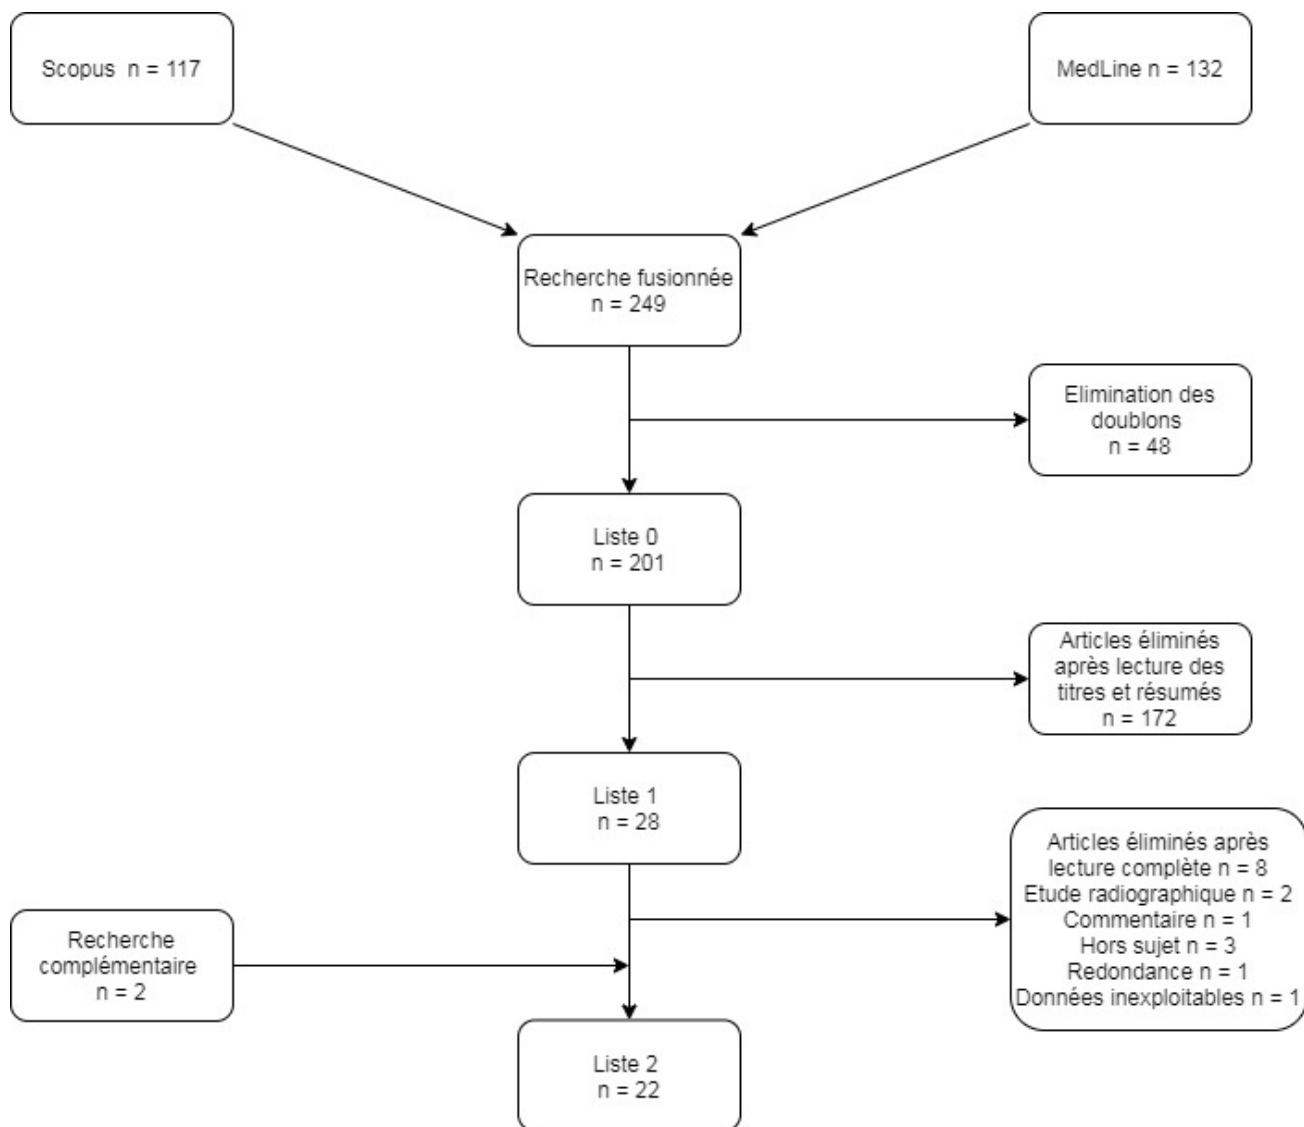 Scopus n = 117
MedLine n = 132
Recherche fusionnée
n = 249
Elimination des
doublons
n = 48
Liste 0
n = 201
Articles éliminés
après lecture des
titres et résumés
n = 172
Liste 1
n = 28
Articles éliminés après
lecture complète n = 8
Etude radiographique n = 2
Commentaire n = 1
Hors sujet n = 3
Redondance n = 1
Données inexploitables n = 1
Recherche
complémentaire
n = 2
Liste 2
n = 22